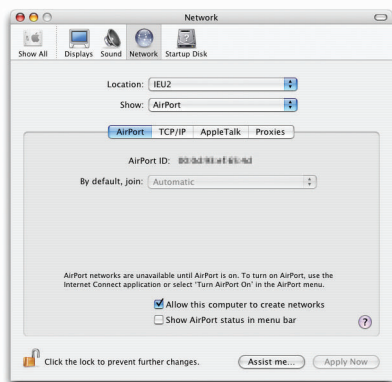 Network
Show All
Displays
Sound
Network
Startup Disk
Location: IEU2
Show: AirPort
AirPort
TCP/IP
AppleTalk
Proxies
AirPort ID:
By default, join: Automatic
AirPort networks are unavailable until AirPort is on. To turn on AirPort, use the
Internet Connect application or select 'Turn AirPort On' in the AirPort menu.
Allow this computer to create networks
Show AirPort status in menu bar
?
Click the lock to prevent further changes.
Assist me...
Apply Now